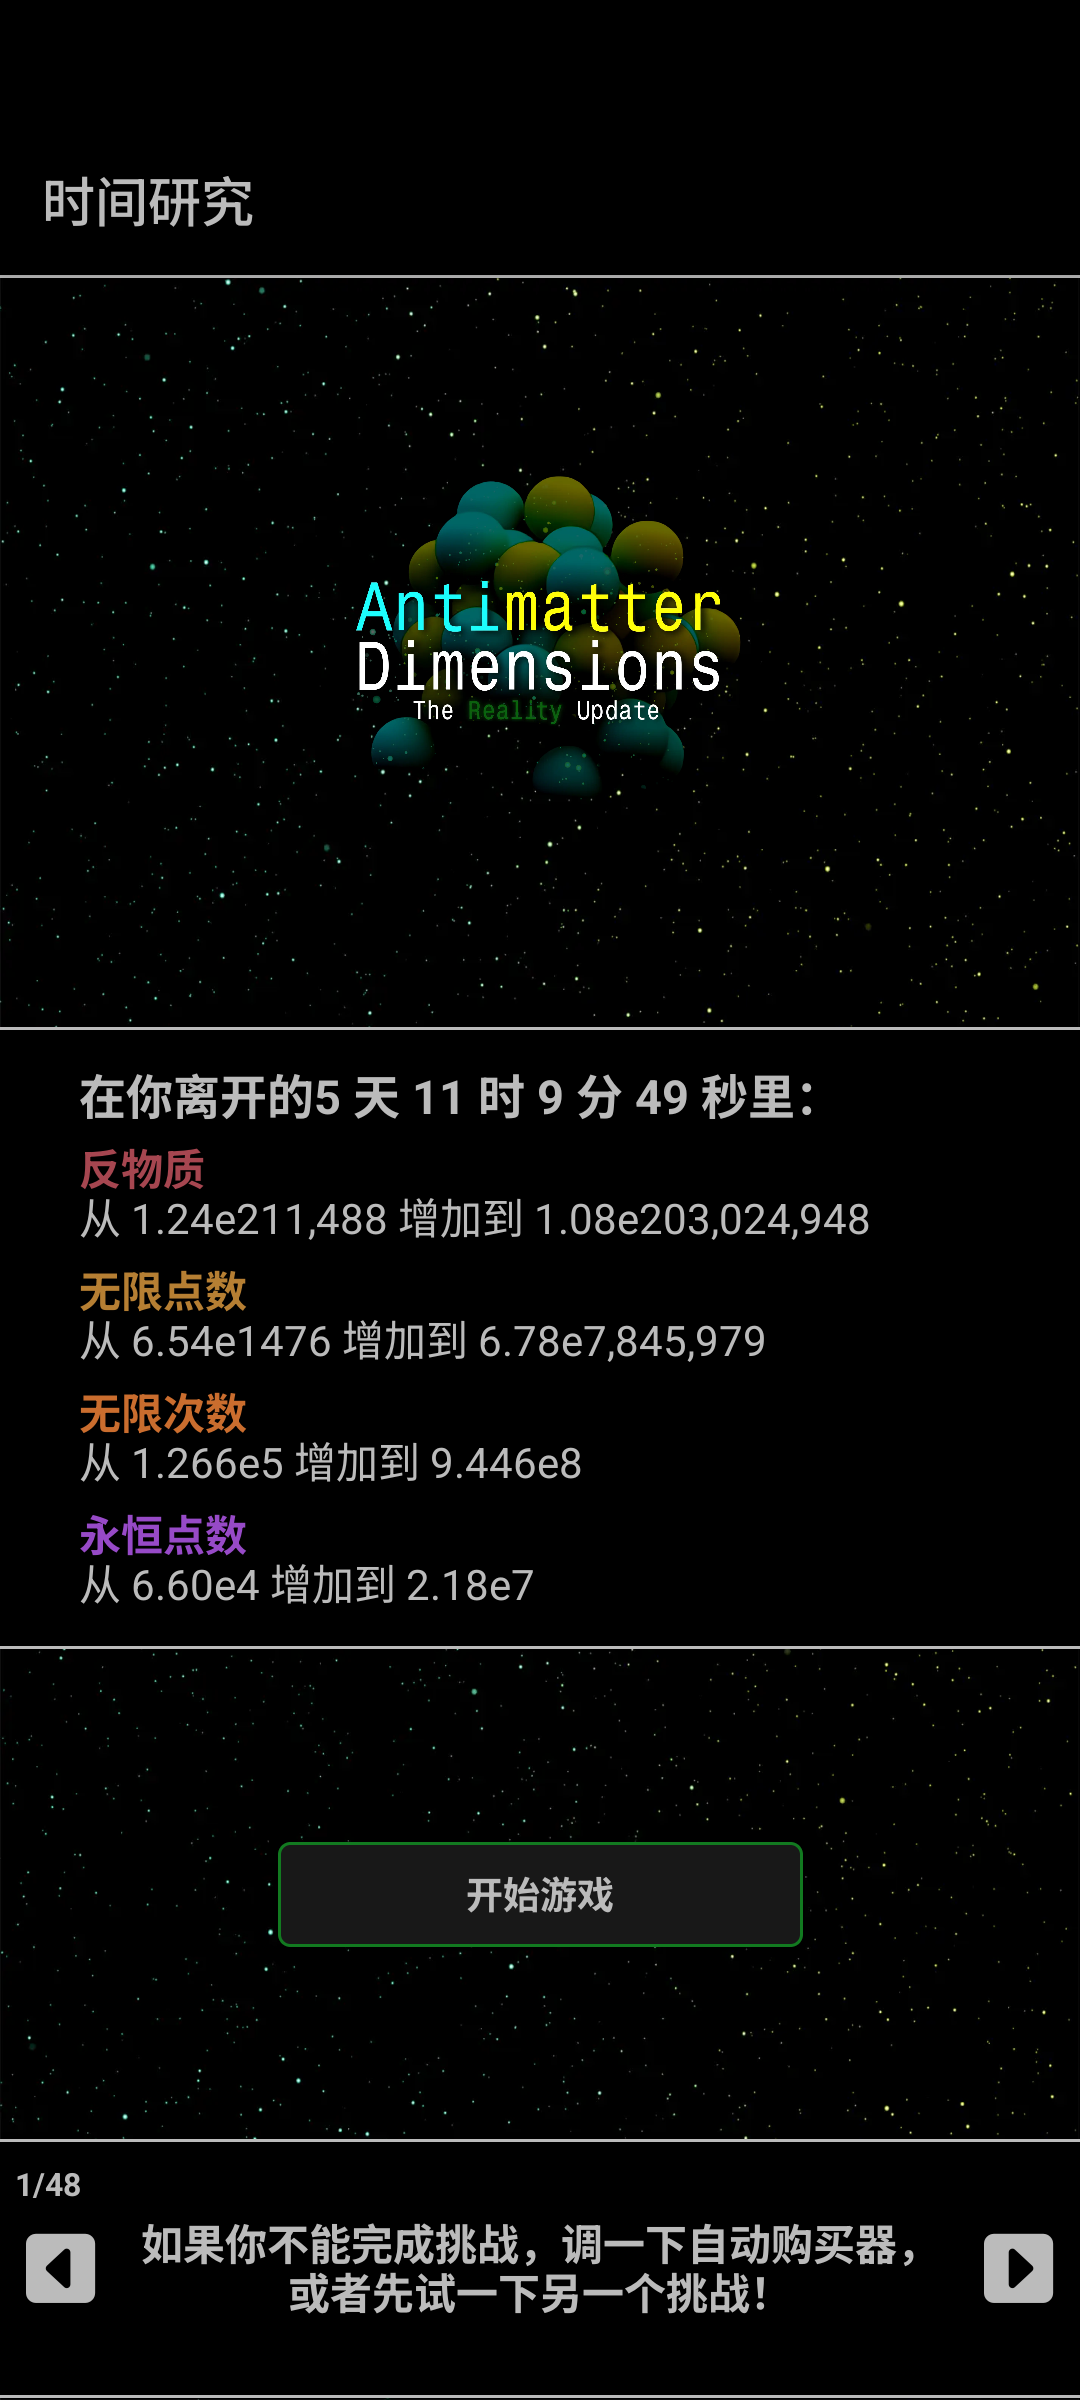 时间研究
Antimatter
Dimensions
The Reality Update
在你离开的5 天 11 时 9 分 49 秒里：
反物质
从 1.24e211,488 增加到 1.08e203,024,948
无限点数
从 6.54e1476 增加到 6.78e7,845,979
无限次数
从 1.266e5 增加到 9.446e8
永恒点数
从 6.60e4 增加到 2.18e7
开始游戏
1/48
如果你不能完成挑战，调一下自动购买器，
或者先试一下另一个挑战！